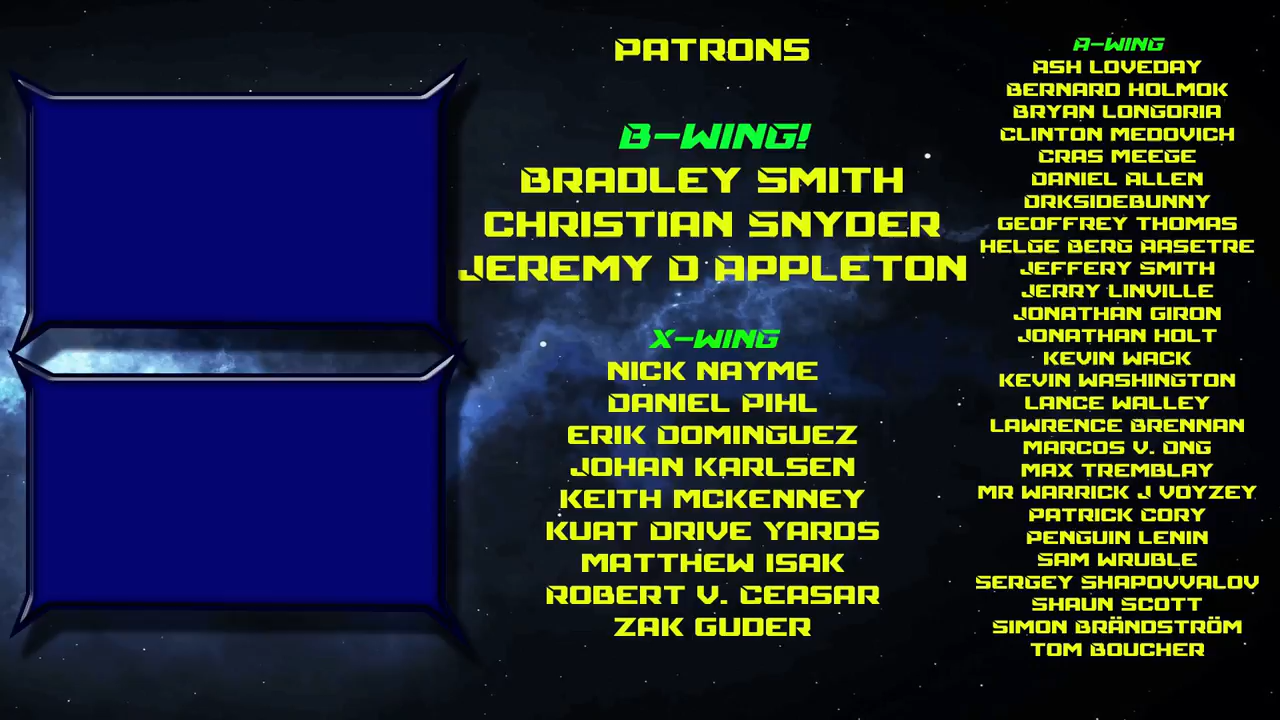 PATRONS
B-WING!
BRADLEY SMITH
CHRISTIAN SNYDER
JEREMY D APPLETON
X-WING
NICK NAYME
DANIEL PIHL
ERIK DOMINGUEZ
JOHAN KARLSEN
KEITH MCKENNEY
KUAT DRIVE YARDS
MATTHEW ISAK
ROBERT V. CEASAR
ZAK GUDER
A-WING
ASH LOVEDAY
BERNARD HOLMOK
BRYAN LONGORIA
CLINTON MEDOVICH
CRAS MEEGE
DANIEL ALLEN
DRKSIDEBUNNY
GEOFFREY THOMAS
HELGE BERG AASETRE
JEFFERY SMITH
JERRY LINVILLE
JONATHAN GIRON
JONATHAN HOLT
KEVIN WACK
KEVIN WASHINGTON
LANCE WALLEY
LAWRENCE BRENNAN
MARCOS V. ONG
MAX TREMBLAY
MR WARRICK J VOYZEY
PATRICK CORY
PENGUIN LENIN
SAM WRUBLE
SERGEY SHAPOVVALOV
SHAUN SCOTT
SIMON BRÄNDSTRÖM
TOM BOUCHER